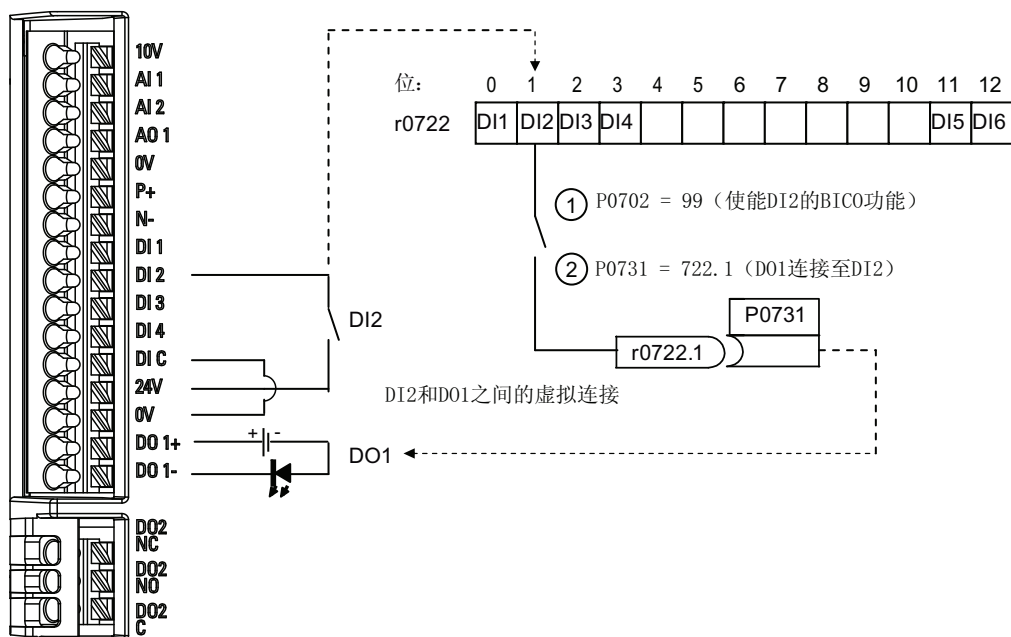 10V
AI 1
AI 2
AO 1
0V
P+
N-
DI 1
DI 2
DI 3
DI 4
DI C
24V
0V
DO 1+
DO 1-
DO2
NC
DO2
NO
DO2
C
DI2
+ -
DO1
DI2和DO1之间的虚拟连接
位: 0 1 2 3 4 5 6 7 8 9 10 11 12
r0722 DI1 DI2 DI3 DI4 DI5 DI6
1 P0702 = 99（使能DI2的BICO功能）
2 P0731 = 722.1（DO1连接至DI2）
P0731
r0722.1